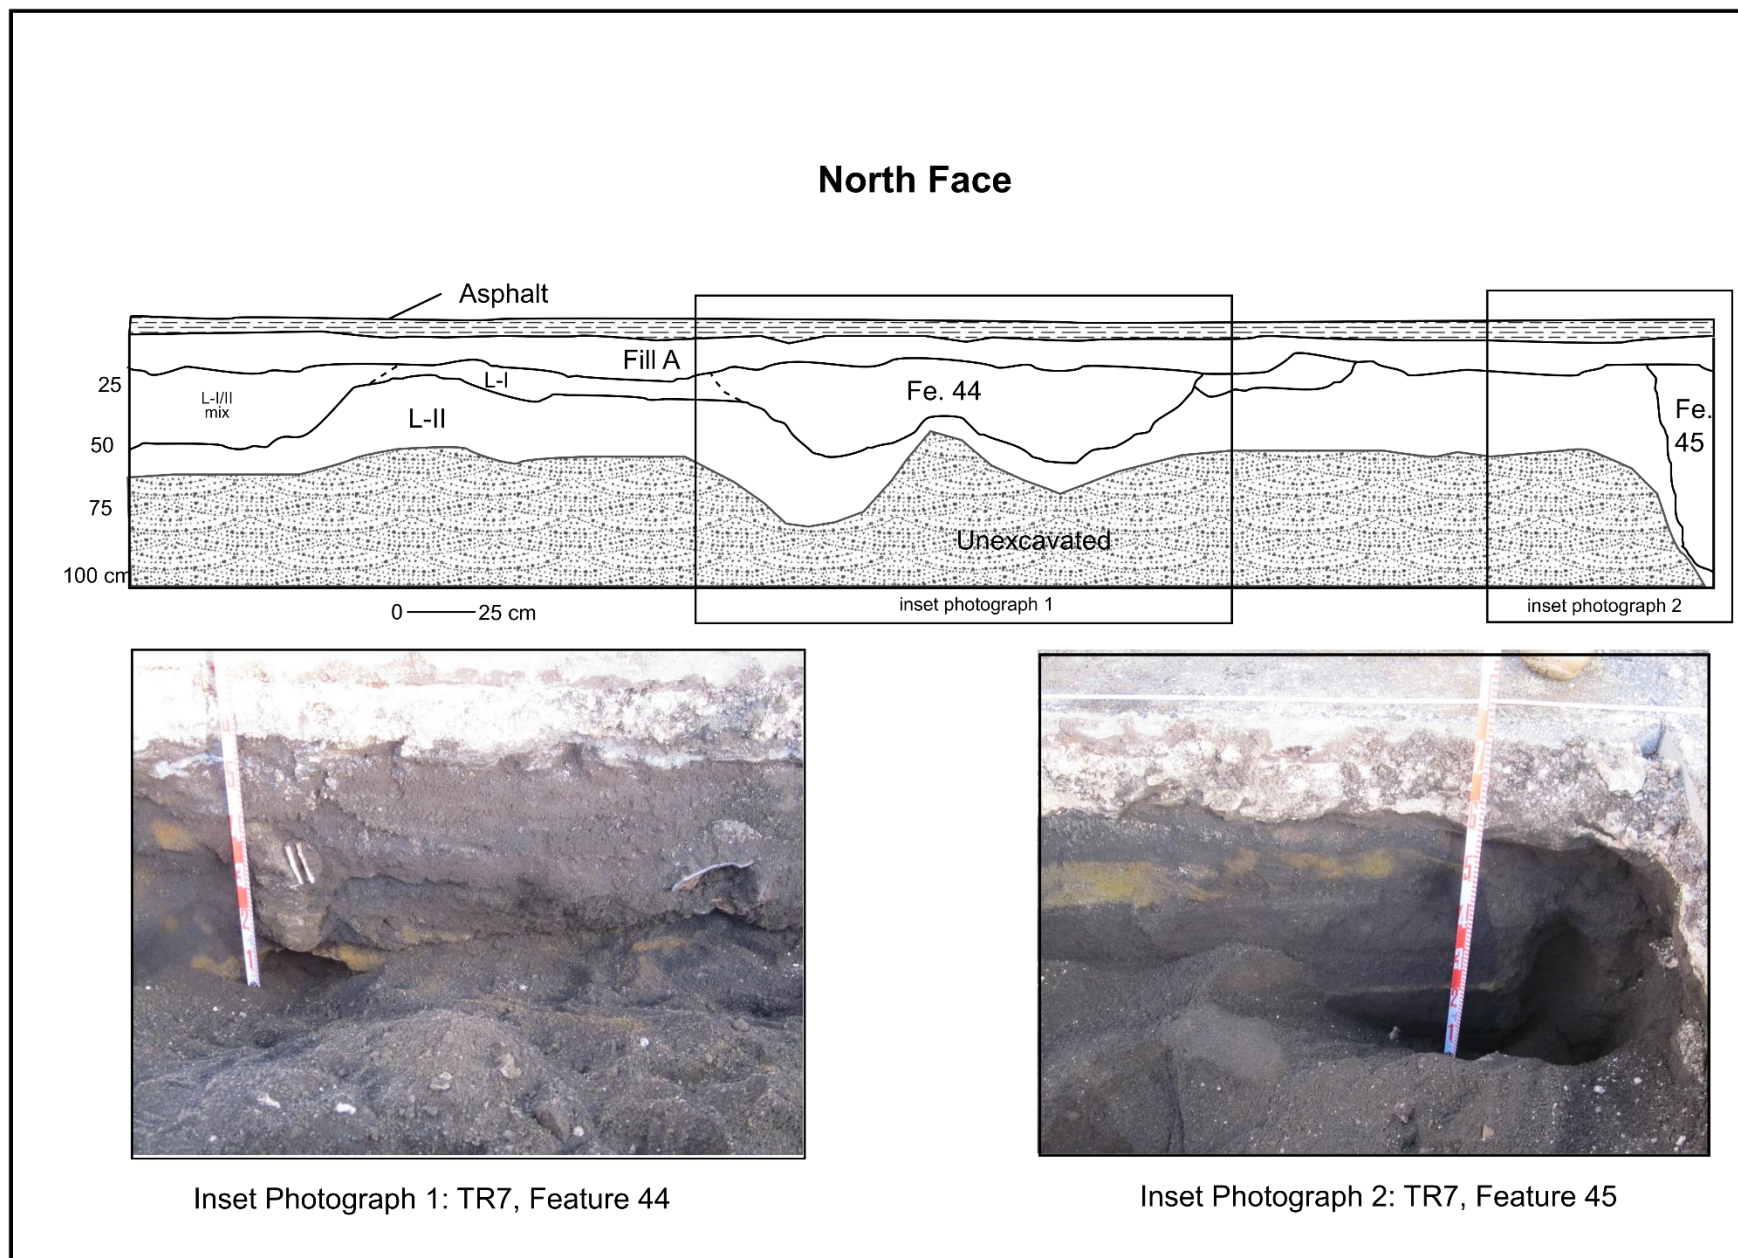 North Face
Asphalt
Fill A
L-I
Fe. 44
25
L-I/II
mix
L-II
Fe.
45
50
75
Unexcavated
100 cm
0
25 cm
inset photograph 1
inset photograph 2
Inset Photograph 1: TR7, Feature 44
Inset Photograph 2: TR7, Feature 45